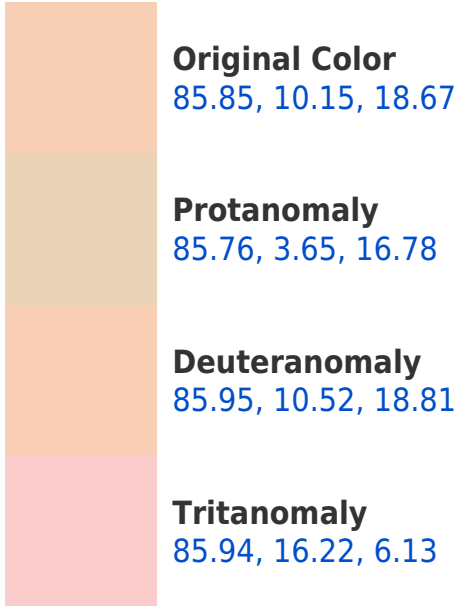 Original Color
85.85, 10.15, 18.67
Protanomaly
85.76, 3.65, 16.78
Deuteranomaly
85.95, 10.52, 18.81
Tritanomaly
85.94, 16.22, 6.13